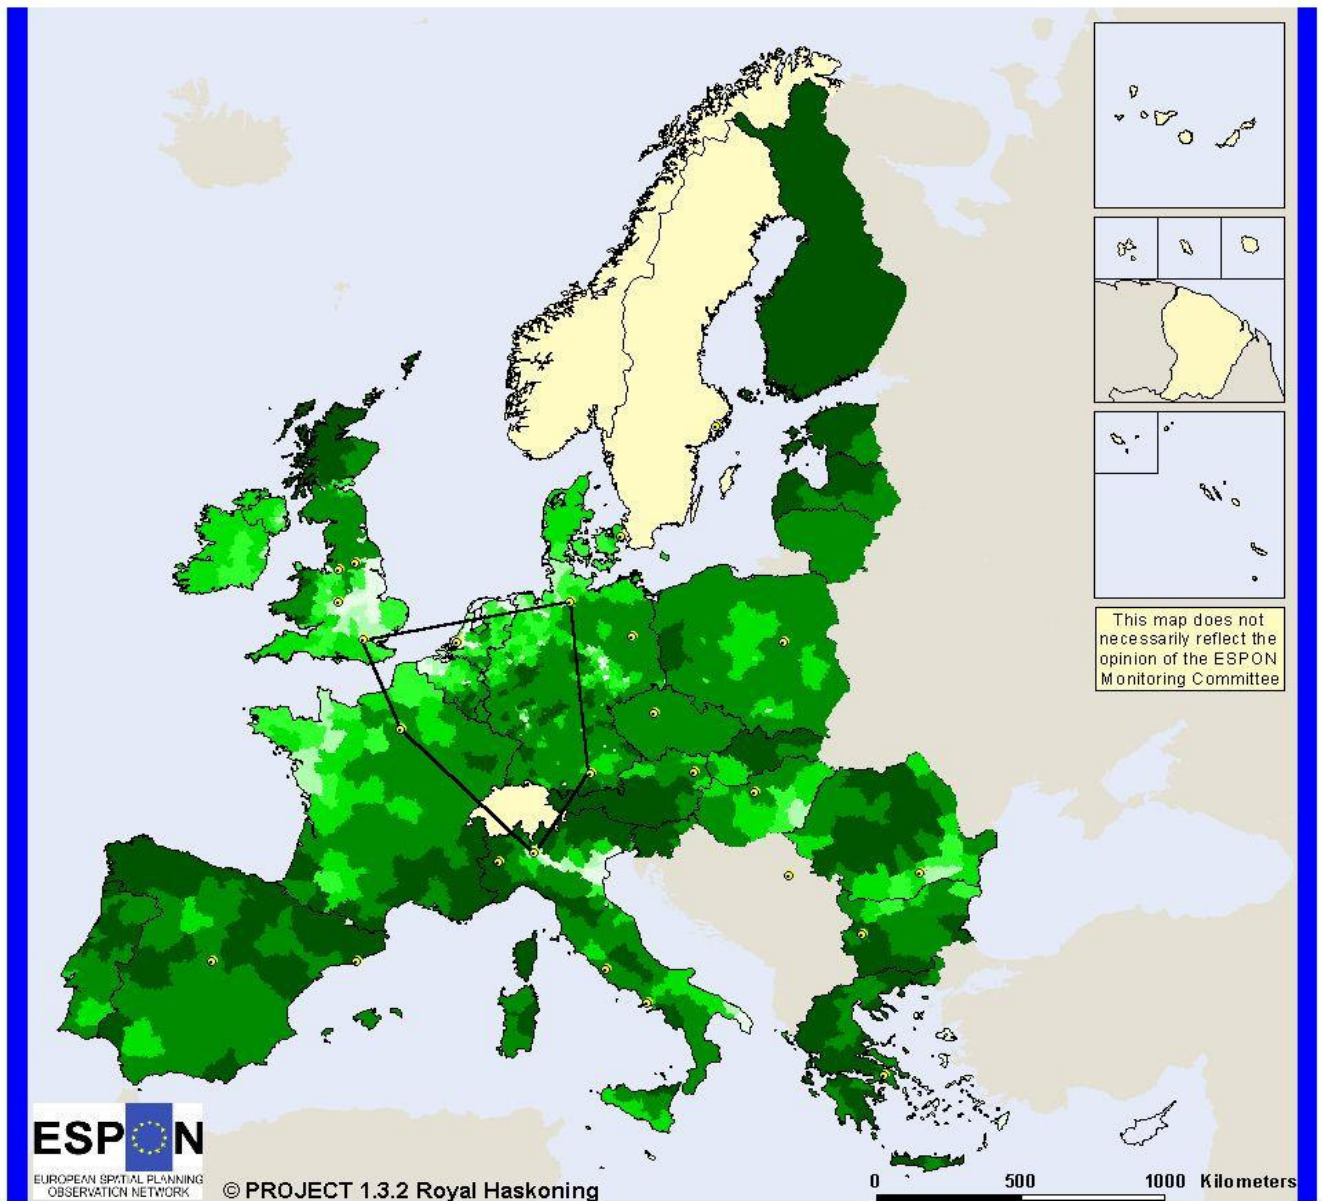 This map does not
necessarily reflect the
opinion of the ESPON
Monitoring Committee
ESPON
EUROPEAN SPATIAL PLANNING
OBSERVATION NETWORK
© PROJECT 1.3.2 Royal Haskoning
0 500 1000 Kilometers